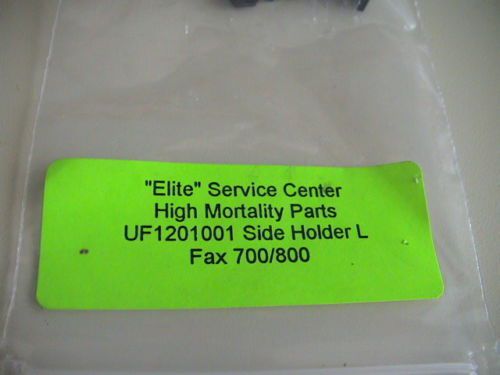 "Elite" Service Center
High Mortality Parts
UF1201001 Side Holder L
Fax 700/800